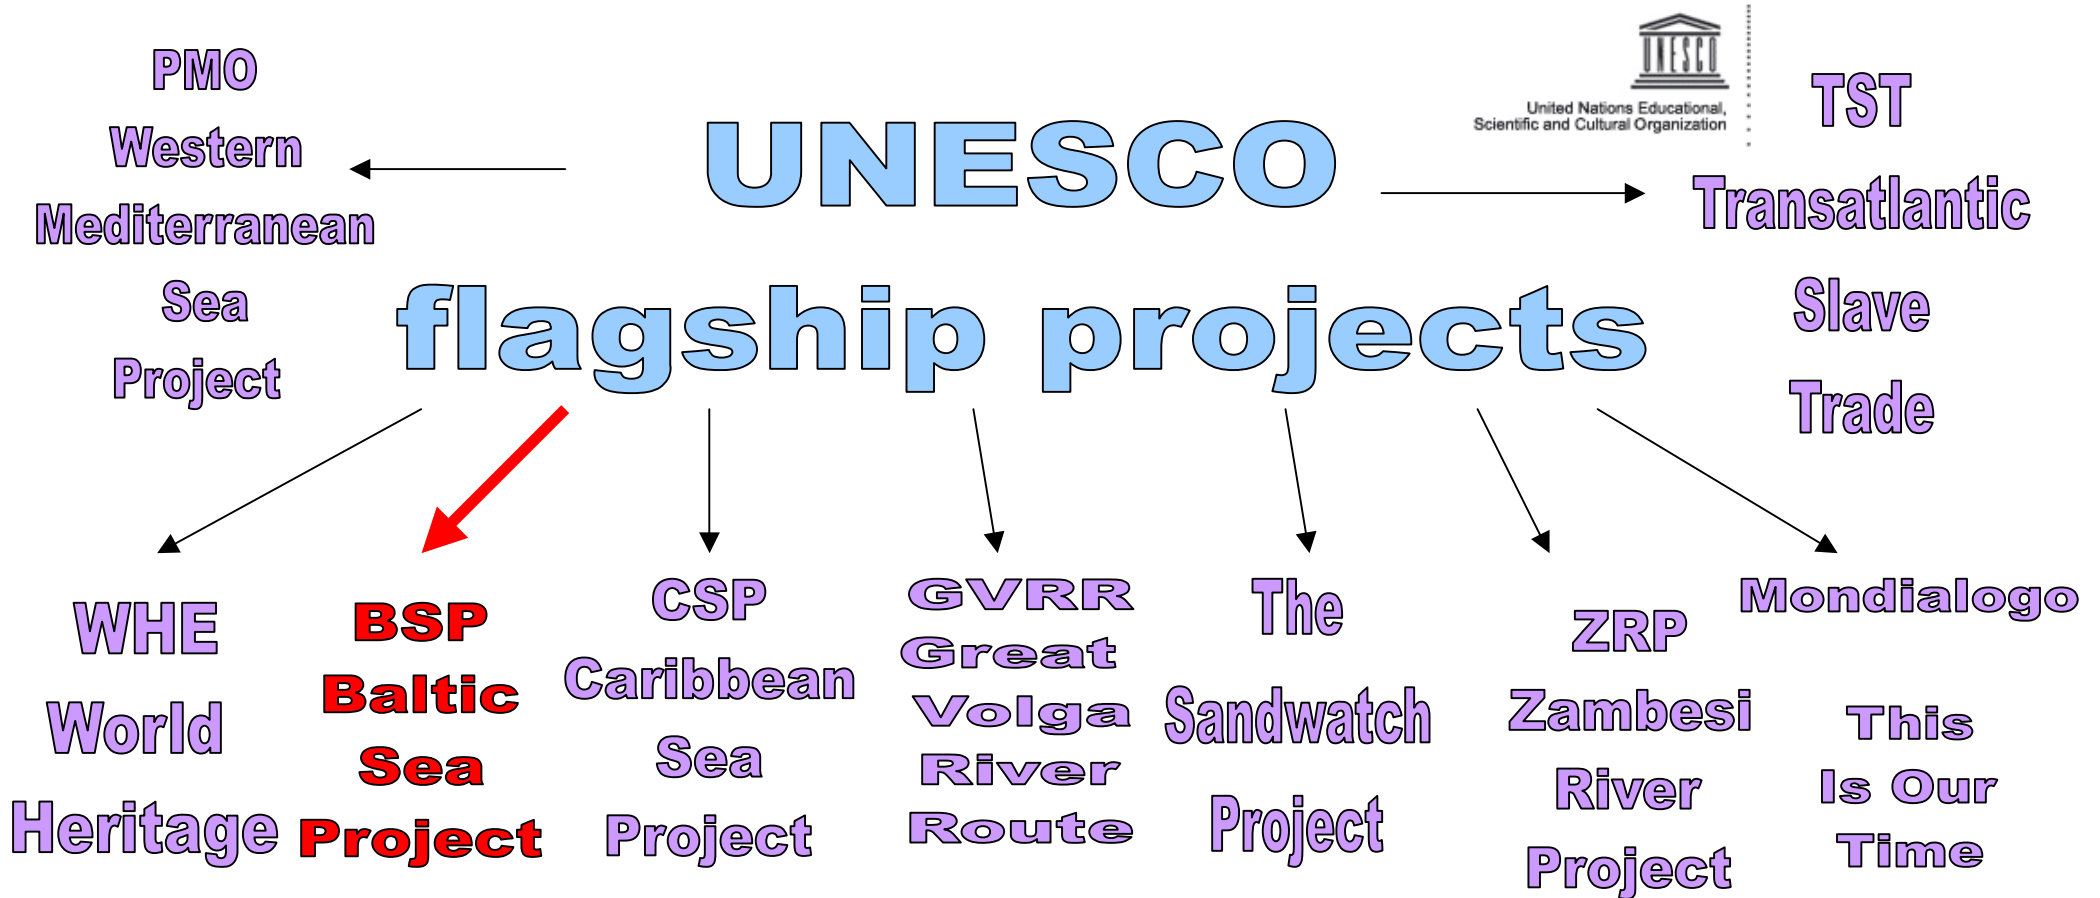 UNESCO
United Nations Educational,
Scientific and Cultural Organization
UNESCO
flagship projects
PMO
Western
Mediterranean
Sea
Project
TST
Transatlantic
Slave
Trade
WHE
World
Heritage
BSP
Baltic
Sea
Project
CSP
Caribbean
Sea
Project
GVRR
Great
Volga
River
Route
The
Sandwatch
Project
ZRP
Zambesi
River
Project
Mondialogo
This
Is Our
Time